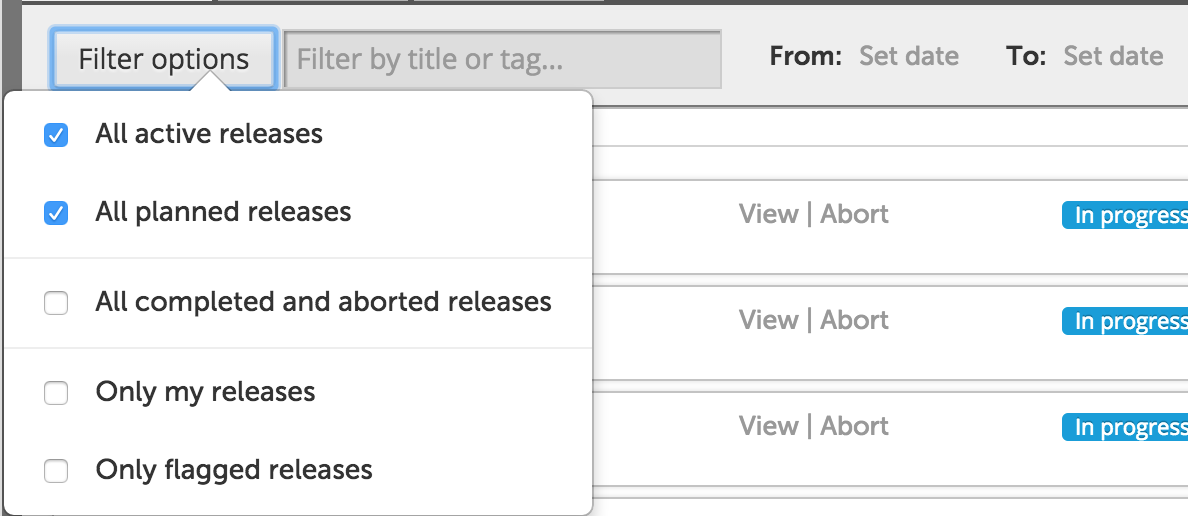 Filter options Filter by title or tag... From: Set date To: Set date
All active releases
All planned releases
View | Abort In progress
All completed and aborted releases
View | Abort In progress
Only my releases
View | Abort In progress
Only flagged releases